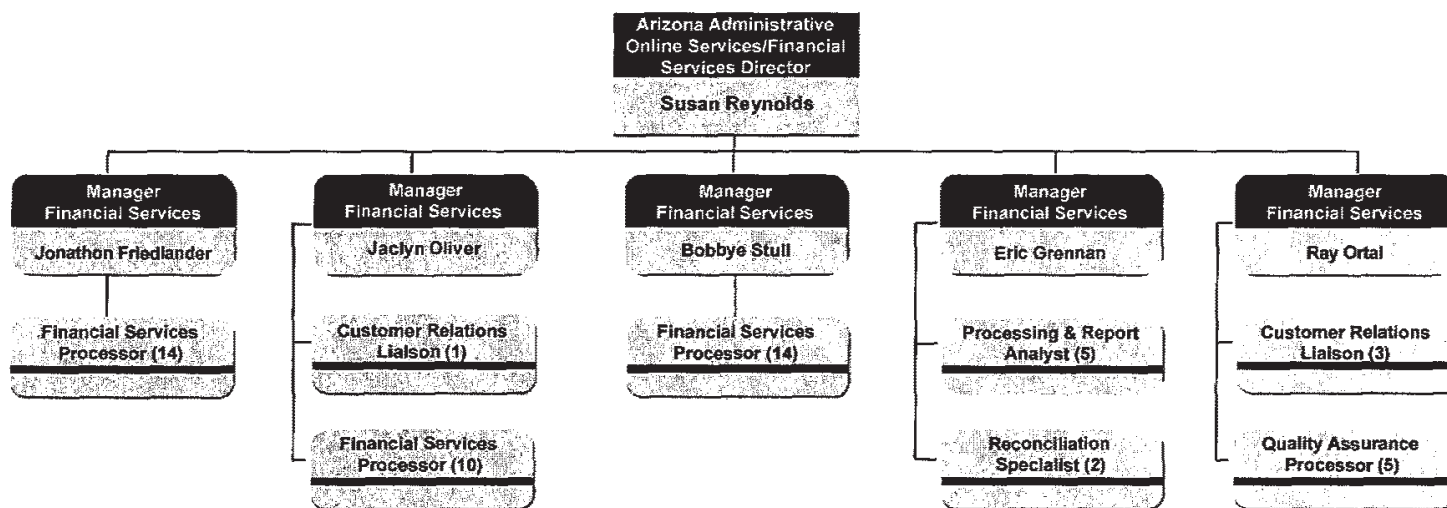 Arizona Administrative
Online Services/Financial
Services Director
Susan Reynolds
Manager
Financial Services
Jonathon Friedlander
Financial Services
Processor (14)
Manager
Financial Services
Jaclyn Oliver
Customer Relations
Liaison (1)
Financial Services
Processor (10)
Manager
Financial Services
Bobbye Stull
Financial Services
Processor (14)
Manager
Financial Services
Eric Grennan
Processing & Report
Analyst (5)
Reconciliation
Specialist (2)
Manager
Financial Services
Ray Ortal
Customer Relations
Liaison (3)
Quality Assurance
Processor (5)